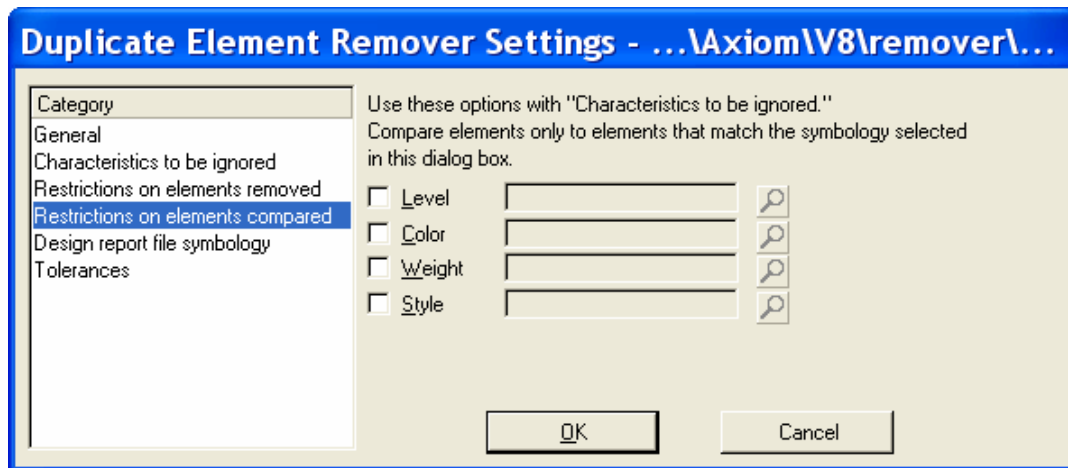 Duplicate Element Remover Settings - ...\Axiom\V8\remover\...
Category
General
Characteristics to be ignored
Restrictions on elements removed
Restrictions on elements compared
Design report file symbology
Tolerances
Use these options with "Characteristics to be ignored."
Compare elements only to elements that match the symbology selected
in this dialog box.
Level
Color
Weight
Style
OK
Cancel